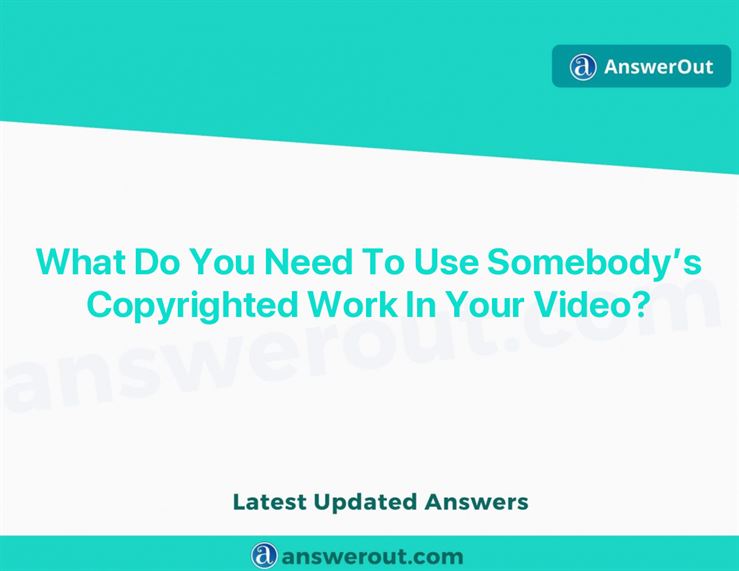 AnswerOut
What Do You Need To Use Somebody’s
Copyrighted Work In Your Video?
answerout.com
Latest Updated Answers
answerout.com